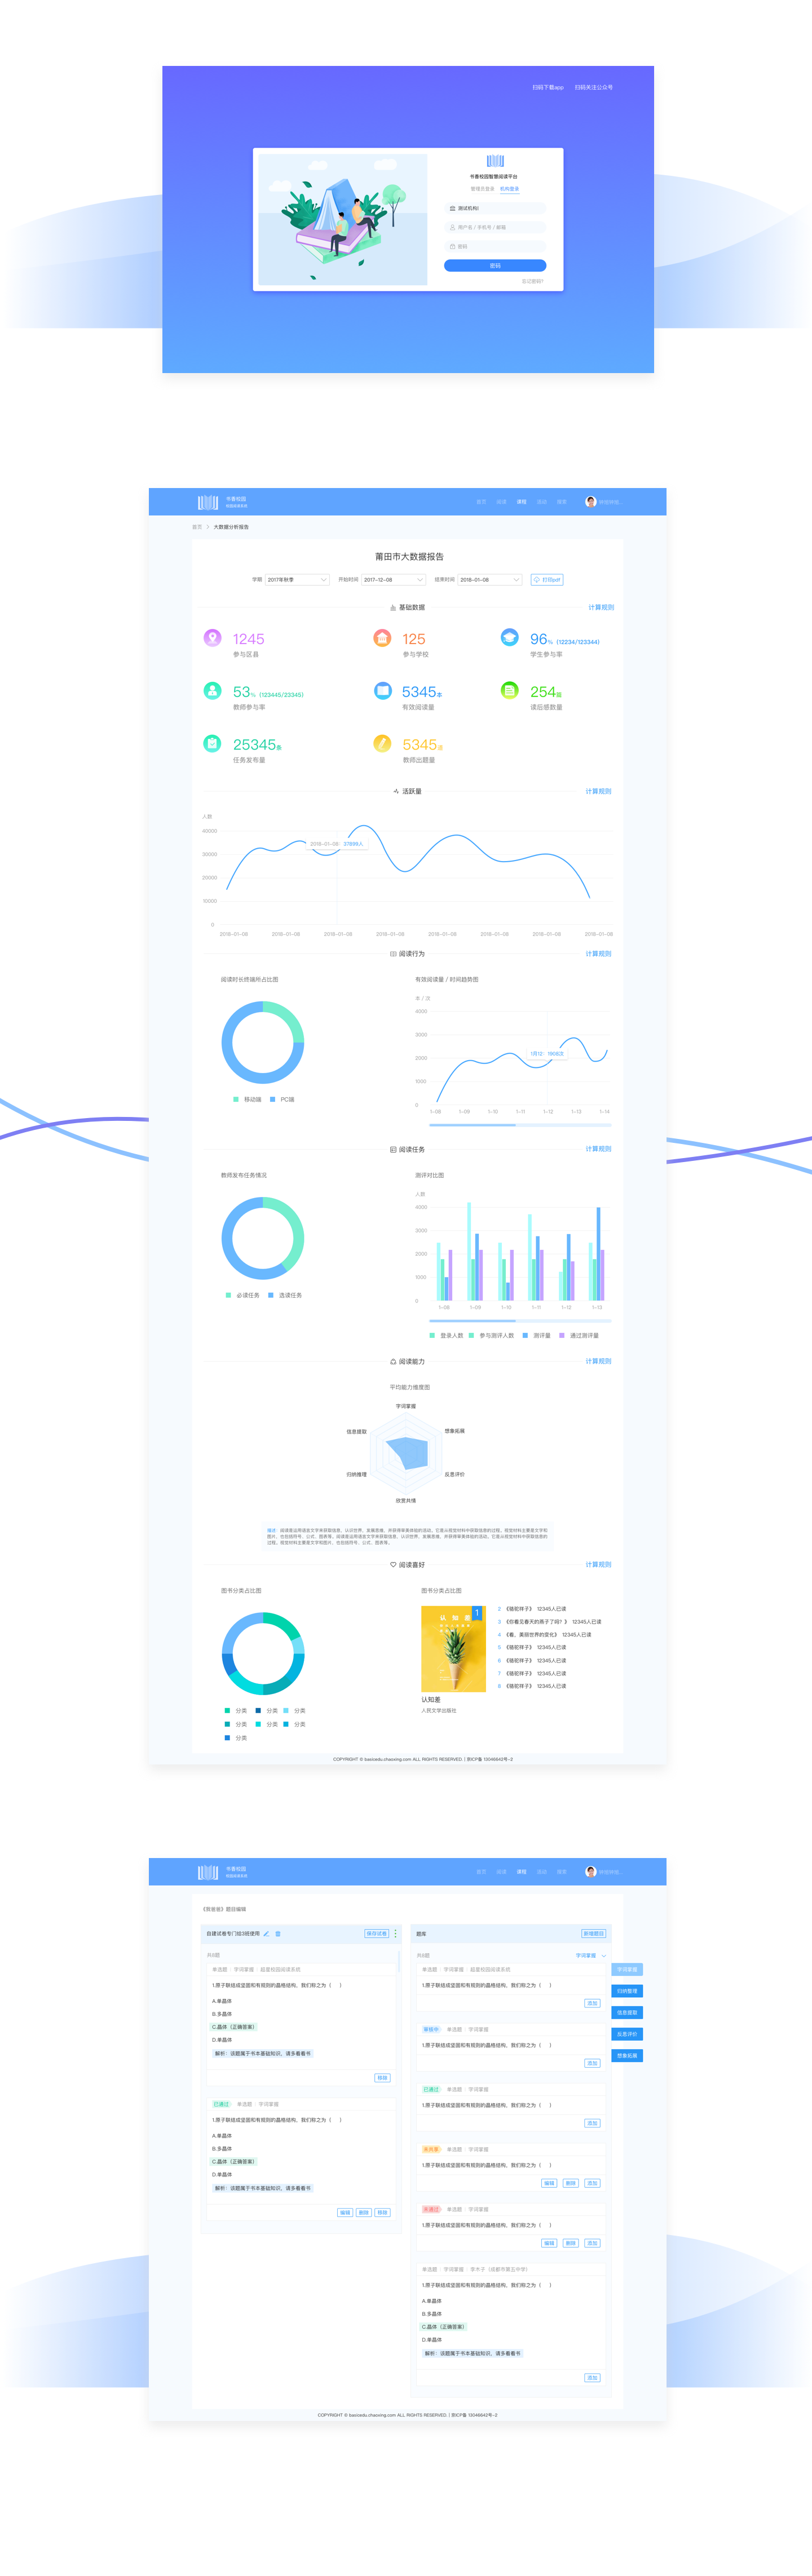 扫码下载app 扫码关注公众号
书香校园智慧阅读平台
管理员登录 机构登录
测试机构
用户名 / 手机号 / 邮箱
密码
密码
忘记密码?
书香校园
首页 阅读 课程
首页 > 大数据分析报告
莆田市大数据报告
学期 2017年秋季 开始时间 2017-12-08 结束时间 2018-01-08 打印pdf
基础数据 计算规则
1245 125 96% (12234/123344)
参与区县 参与学校 学生参与率
53% (123445/23345) 5345本 254篇
教师参与率 有效阅读量 读后感数量
25345条 5345道
任务发布量 教师出题量
活跃量 计算规则
人数
40000
30000
20000
10000
0
2018-01-08 27899人
2018-01-08 2018-01-08 2018-01-08 2018-01-08 2018-01-08 2018-01-08 2018-01-08 2018-01-08
阅读行为 计算规则
阅读时长终端所占比图 有效阅读量 / 时间趋势图
本 / 次
4000
3000
2000
1000
0
1月12: 1908次
1-08 1-09 1-10 1-11 1-12 1-13 1-14
移动端 PC端
阅读任务 计算规则
教师发布任务情况 测评对比图
人数
4000
3000
2000
1000
0
1-08 1-09 1-10 1-11 1-12 1-13
必读任务 选读任务
登录人数 参与测评人数 测评量 通过测评量
阅读能力 计算规则
平均能力维度图
字词掌握
信息提取 想象拓展
归纳推理 反思评价
欣赏共情
阅读喜好 计算规则
图书分类占比图 图书分类占比图
认知差
1
2 《骆驼祥子》 12345人已读
3 《你看见春天的燕子了吗? 》 12345人已读
4 《看、美丽世界的变化》 12345人已读
5 《骆驼祥子》 12345人已读
6 《骆驼祥子》 12345人已读
7 《骆驼祥子》 12345人已读
8 《骆驼祥子》 12345人已读
认知差
人民文学出版社
分类 分类 分类
分类 分类 分类
分类
COPYRIGHT © basicedu.chaoxing.com ALL RIGHTS RESERVED. | 京ICP备 13046642号-2
书香校园
首页 阅读 课程
题目编辑
自建试卷专门给3班使用 保存试卷
共8题
单选题 字词掌握 超星校园阅读系统
1.原子联结成坚固和有规则的晶格结构，我们称之为（ ）
A.单晶体
B.多晶体
C.晶体（正确答案）
D.单晶体
解析：该题属于书本基础知识，请多看看书
移除
已通过 单选题 字词掌握
1.原子联结成坚固和有规则的晶格结构，我们称之为（ ）
A.单晶体
B.多晶体
C.晶体（正确答案）
D.单晶体
解析：该题属于书本基础知识，请多看看书
编辑 删除 移除
题库 新增题目
共8题 字词掌握
字词掌握
归纳整理
信息提取
反思评价
想象拓展
单选题 字词掌握 超星校园阅读系统
1.原子联结成坚固和有规则的晶格结构，我们称之为（ ）
添加
审核中 单选题 字词掌握
1.原子联结成坚固和有规则的晶格结构，我们称之为（ ）
添加
已通过 单选题 字词掌握
1.原子联结成坚固和有规则的晶格结构，我们称之为（ ）
添加
单选题 字词掌握
1.原子联结成坚固和有规则的晶格结构，我们称之为（ ）
编辑 删除 添加
未通过 单选题 字词掌握
1.原子联结成坚固和有规则的晶格结构，我们称之为（ ）
编辑 删除 添加
单选题 字词掌握 李木子（成都市第五中学）
1.原子联结成坚固和有规则的晶格结构，我们称之为（ ）
A.单晶体
B.多晶体
C.晶体（正确答案）
D.单晶体
解析：该题属于书本基础知识，请多看看书
添加
COPYRIGHT © basicedu.chaoxing.com ALL RIGHTS RESERVED. | 京ICP备 13046642号-2